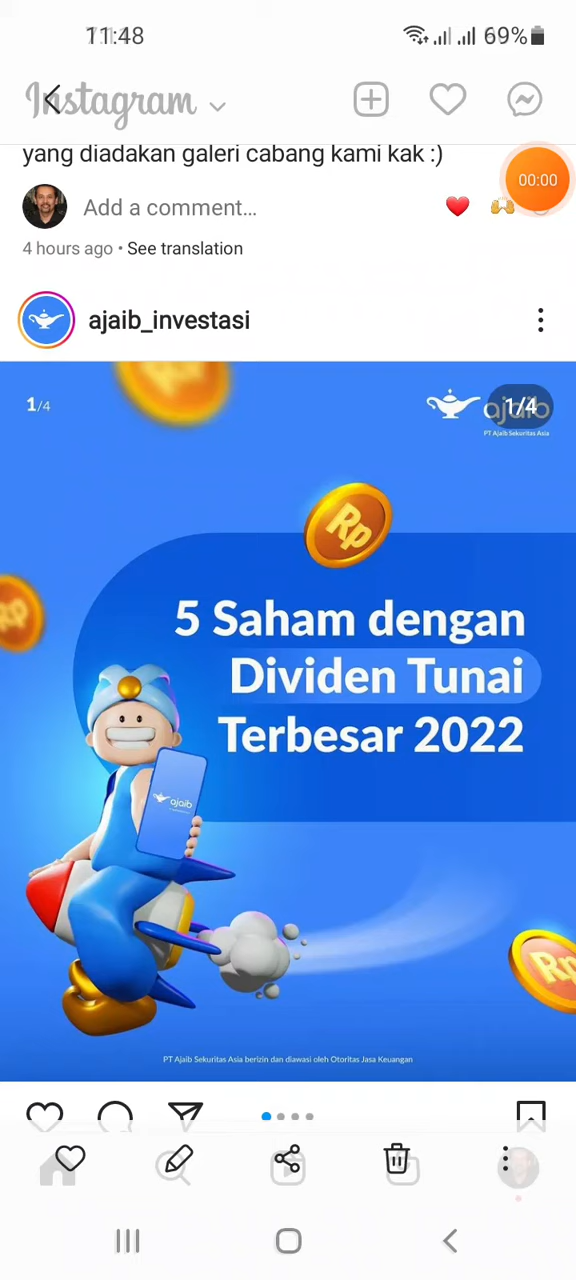 11:48
69%
Instagram
yang diadakan galeri cabang kami kak :)
00:00
Add a comment...
4 hours ago • See translation
ajaib_investasi
1/4
ajaib
1/4
PT Ajaib Sekuritas Asia
Rp
Rp
5 Saham dengan
Dividen Tunai
Terbesar 2022
ajaib
Rp
PT Ajaib Sekuritas Asia berizin dan diawasi oleh Otoritas Jasa Keuangan